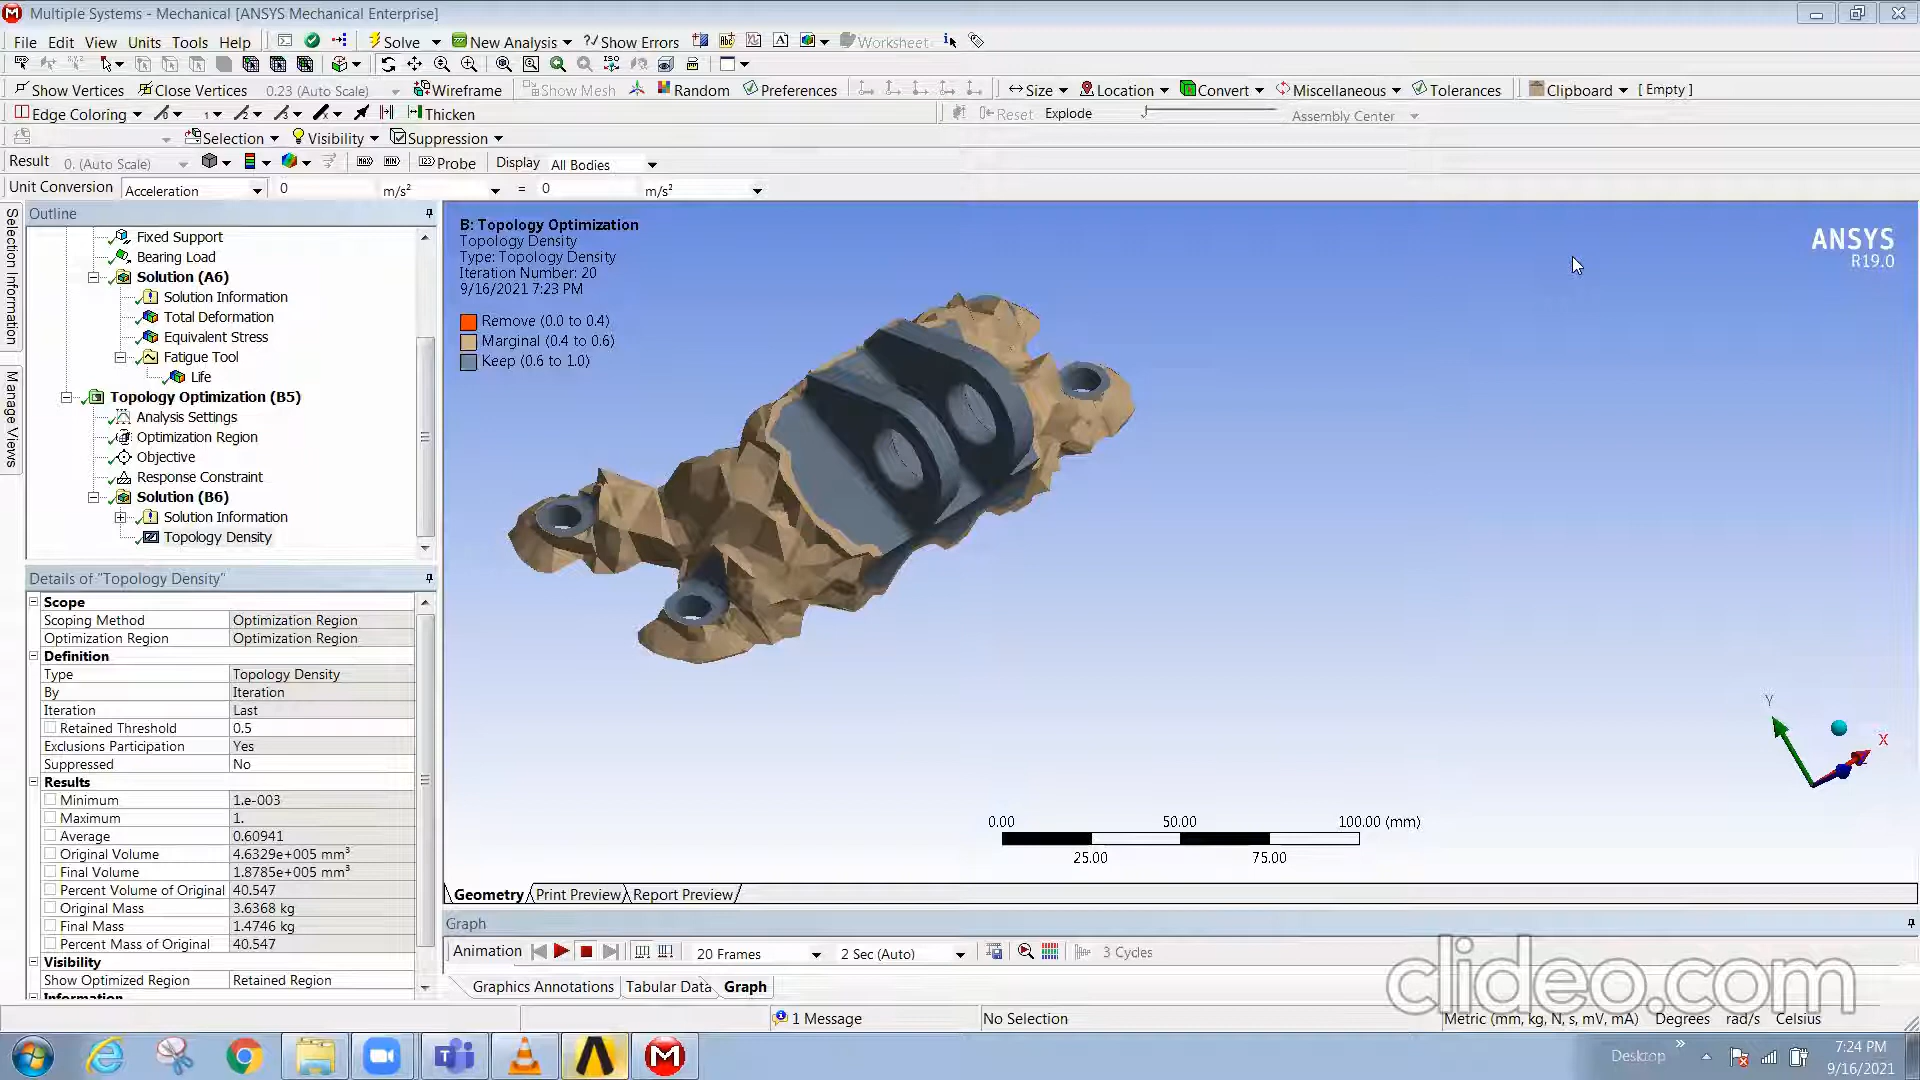 Multiple Systems - Mechanical [ANSYS Mechanical Enterprise]
File Edit View Units Tools Help Solve New Analysis ?/Show Errors Worksheet
Show Vertices Close Vertices 0.23 (Auto Scale) Wireframe Show Mesh Random Preferences Size Location Convert Miscellaneous Tolerances Clipboard [ Empty ]
Edge Coloring Thicken Reset Explode Assembly Center
Selection Visibility Suppression
Result 0. (Auto Scale) MAX MIN Probe Display All Bodies
Unit Conversion Acceleration 0 m/s² = 0 m/s²
Selection Information
Manage Views
Outline
Fixed Support
Bearing Load
Solution (A6)
Solution Information
Total Deformation
Equivalent Stress
Fatigue Tool
Life
Topology Optimization (B5)
Analysis Settings
Optimization Region
Objective
Response Constraint
Solution (B6)
Solution Information
Topology Density
Details of "Topology Density"
Scope
Scoping Method Optimization Region
Optimization Region Optimization Region
Definition
Type Topology Density
By Iteration
Iteration Last
Retained Threshold 0.5
Exclusions Participation Yes
Suppressed No
Results
Minimum 1.e-003
Maximum 1.
Average 0.60941
Original Volume 4.6329e+005 mm³
Final Volume 1.8785e+005 mm³
Percent Volume of Original 40.547
Original Mass 3.6368 kg
Final Mass 1.4746 kg
Percent Mass of Original 40.547
Visibility
Show Optimized Region Retained Region
Information
B: Topology Optimization
Topology Density
Type: Topology Density
Iteration Number: 20
9/16/2021 7:23 PM
Remove (0.0 to 0.4)
Marginal (0.4 to 0.6)
Keep (0.6 to 1.0)
ANSYS
R19.0
Y
X
0.00 50.00 100.00 (mm)
25.00 75.00
Geometry Print Preview Report Preview
Graph
Animation 20 Frames 2 Sec (Auto) 3 Cycles
Graphics Annotations Tabular Data Graph
clideo.com
1 Message No Selection Metric (mm, kg, N, s, mV, mA) Degrees rad/s Celsius
Desktop » 7:24 PM
9/16/2021